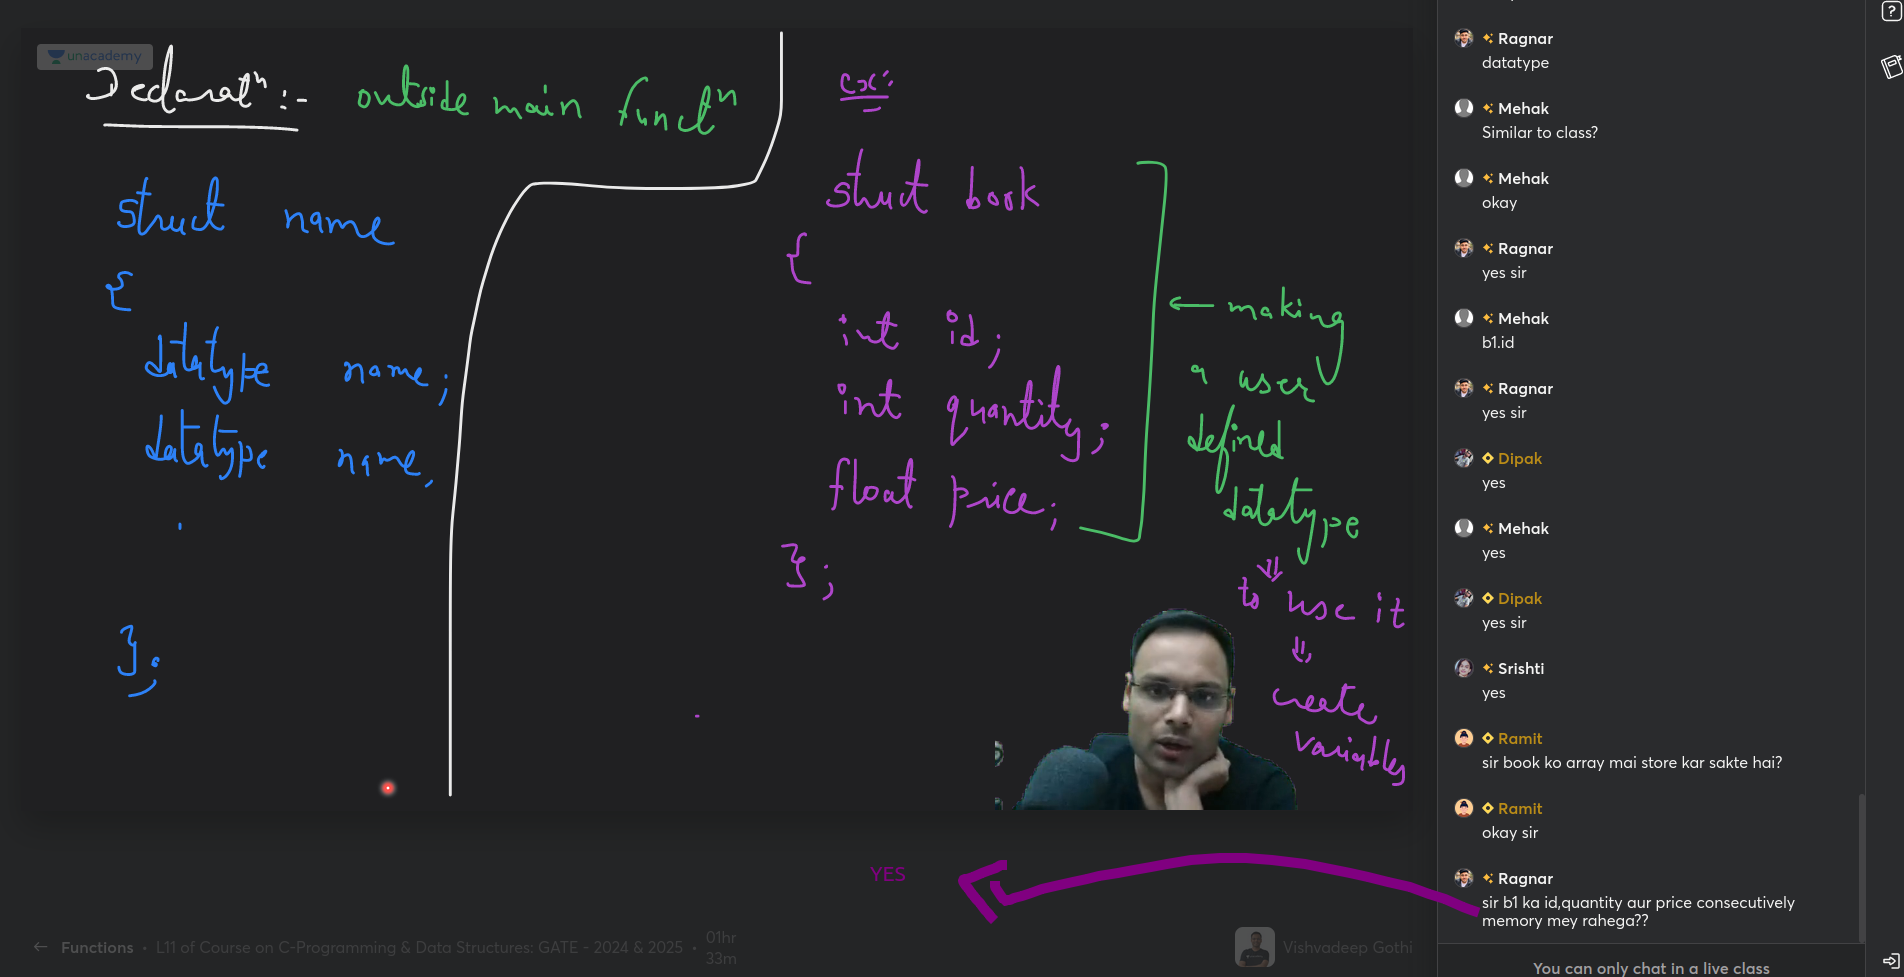 unacademy
Declaratⁿ :-
outside main functⁿ
struct name
{
datatype name;
datatype name,
};
ex:
struct book
{
int id;
int quantity;
float price;
};
← making
a user
defined
datatype
⇓
to use it
⇓
create
variables
YES
← Functions • L11 of Course on C-Programming & Data Structures: GATE - 2024 & 2025 • 01hr
33m
Vishvadeep Gothi
Ragnar
datatype
Mehak
Similar to class?
Mehak
okay
Ragnar
yes sir
Mehak
b1.id
Ragnar
yes sir
Dipak
yes
Mehak
yes
Dipak
yes sir
Srishti
yes
Ramit
sir book ko array mai store kar sakte hai?
Ramit
okay sir
Ragnar
sir b1 ka id,quantity aur price consecutively
memory mey rahega??
You can only chat in a live class
?